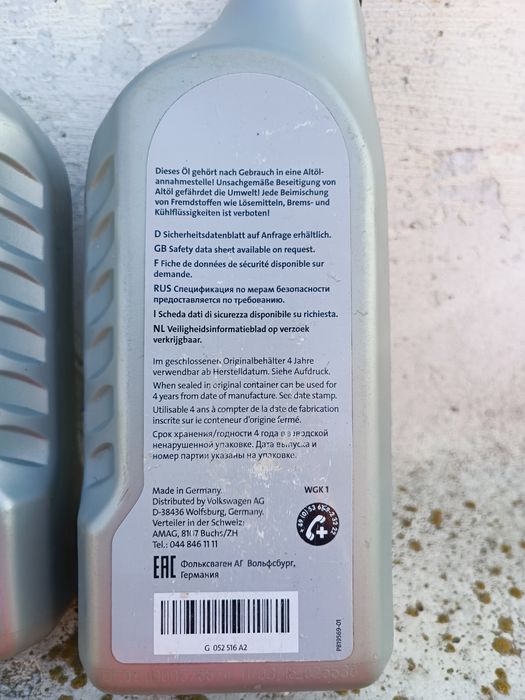 Dieses Öl gehört nach Gebrauch in eine Altöl-
annahmestelle! Unsachgemäße Beseitigung von
Altöl gefährdet die Umwelt! Jede Beimischung
von Fremdstoffen wie Lösemitteln, Brems- und
Kühlflüssigkeiten ist verboten!
D Sicherheitsdatenblatt auf Anfrage erhältlich.
GB Safety data sheet available on request.
F Fiche de données de sécurité disponible sur
demande.
RUS Спецификация по мерам безопасности
предоставляется по требованию.
I Scheda dati di sicurezza disponibile su richiesta.
NL Veiligheidsinformatieblad op verzoek
verkrijgbaar.
Im geschlossenen Originalbehälter 4 Jahre
verwendbar ab Herstelldatum. Siehe Aufdruck.
When sealed in original container can be used for
4 years from date of manufacture. See date stamp.
Utilisable 4 ans à compter de la date de fabrication
inscrite sur le conteneur d'origine fermé.
Срок хранения/годности 4 года в заводской
ненарушенной упаковке. Дата выпуска и
номер партии указаны на упаковке.
Made in Germany.
Distributed by Volkswagen AG
D-38436 Wolfsburg, Germany.
Verteiler in der Schweiz:
AMAG, 8107 Buchs/ZH
Tel.: 044 846 11 11
WGK 1
EAC Фольксваген АГ Вольфсбург,
Германия
G 052 516 A2
P819569-01